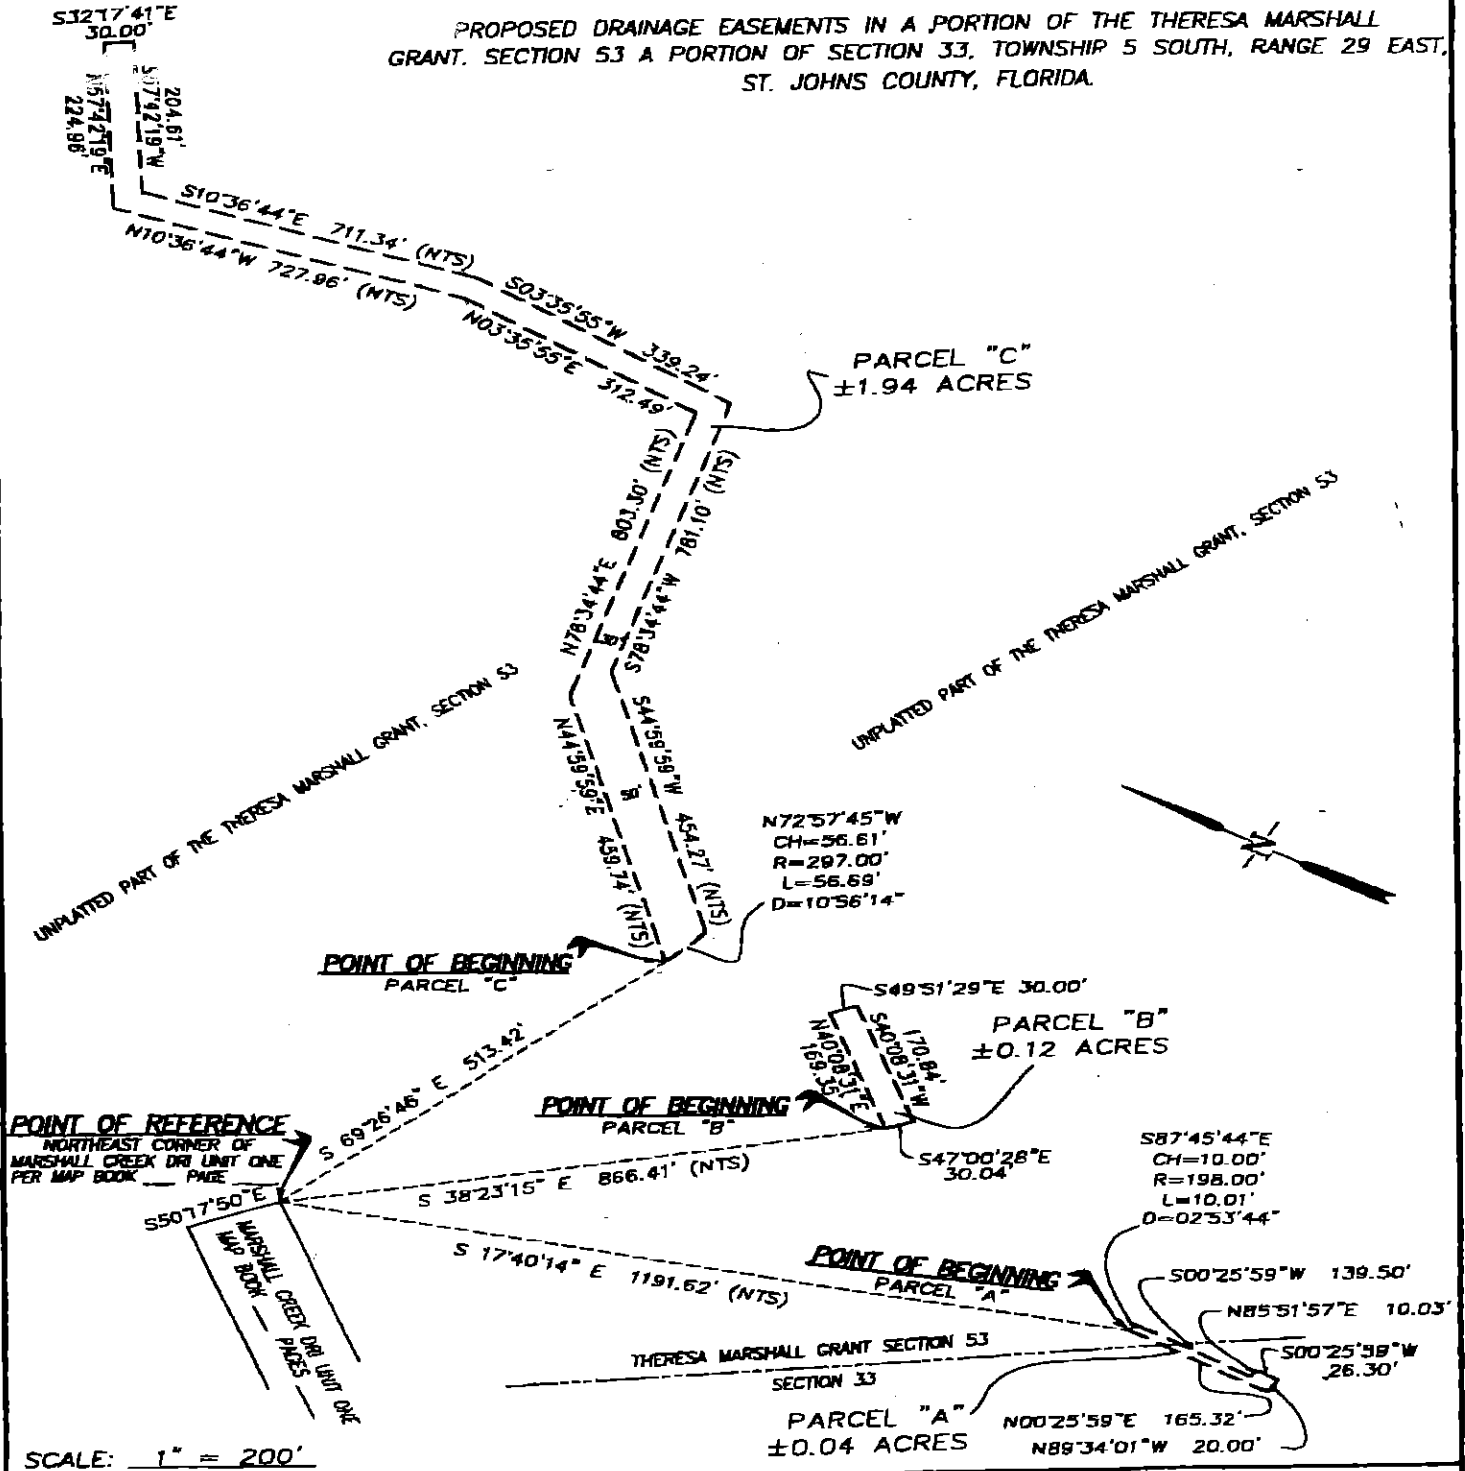 PROPOSED DRAINAGE EASEMENTS IN A PORTION OF THE THERESA MARSHALL
GRANT. SECTION 53 A PORTION OF SECTION 33, TOWNSHIP 5 SOUTH, RANGE 29 EAST,
ST. JOHNS COUNTY, FLORIDA.
S32°17'41"E
30.00'
N57°42'19"E
224.96'
S57°42'19"W
204.61'
S10°36'44"E 711.34' (NTS)
N10°36'44"W 727.96' (NTS)
S03°35'55"W 339.24'
N03°35'55"E 312.49'
PARCEL "C"
±1.94 ACRES
N78°34'44"E 803.30' (NTS)
S78°34'44"W 781.10' (NTS)
30'
UNPLATTED PART OF THE THERESA MARSHALL GRANT, SECTION 53
UNPLATTED PART OF THE THERESA MARSHALL GRANT, SECTION 53
N44°59'59"E 459.74' (NTS)
50'
S44°59'59"W 454.27' (NTS)
N72°57'45"W
CH=56.61'
R=297.00'
L=56.69'
D=10°56'14"
N
POINT OF BEGINNING
PARCEL "C"
S 69°26'46" E 513.42'
S49°51'29"E 30.00'
PARCEL "B"
±0.12 ACRES
N40°08'31"E
169.35'
S40°08'31"W
170.84'
POINT OF BEGINNING
PARCEL "B"
S47°00'28"E
30.04'
POINT OF REFERENCE
NORTHEAST CORNER OF
MARSHALL CREEK DRI UNIT ONE
PER MAP BOOK ___ PAGE ___
S 38°23'15" E 866.41' (NTS)
S50°17'50"E
MARSHALL CREEK DRI UNIT ONE
MAP BOOK ___ PAGES ___
S 17°40'14" E 1191.62' (NTS)
S87°45'44"E
CH=10.00'
R=198.00'
L=10.01'
D=02°53'44"
POINT OF BEGINNING
PARCEL "A"
S00°25'59"W 139.50'
N85°51'57"E 10.03'
S00°25'59"W
26.30'
THERESA MARSHALL GRANT SECTION 53
SECTION 33
PARCEL "A"
±0.04 ACRES
N00°25'59"E 165.32'
N89°34'01"W 20.00'
SCALE: 1" = 200'